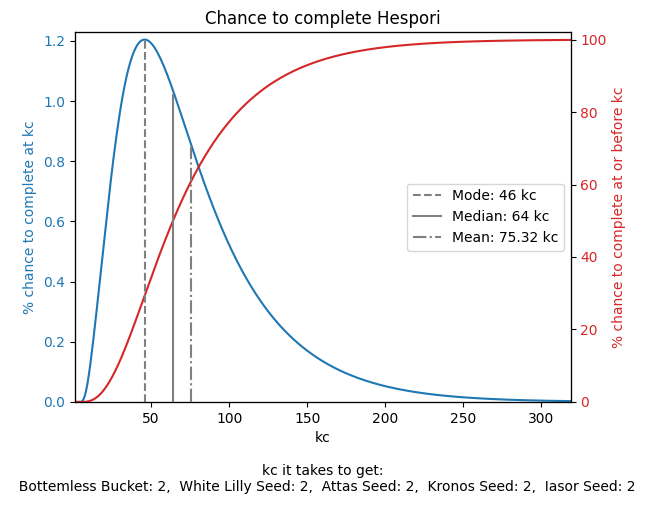 Chance to complete Hespori
% chance to complete at kc
1.2
1.0
0.8
0.6
0.4
0.2
0.0
100
80
60
40
20
0
% chance to complete at or before kc
Mode: 46 kc
Median: 64 kc
Mean: 75.32 kc
50 100 150 200 250 300
kc
kc it takes to get:
Bottemless Bucket: 2, White Lilly Seed: 2, Attas Seed: 2, Kronos Seed: 2, Iasor Seed: 2